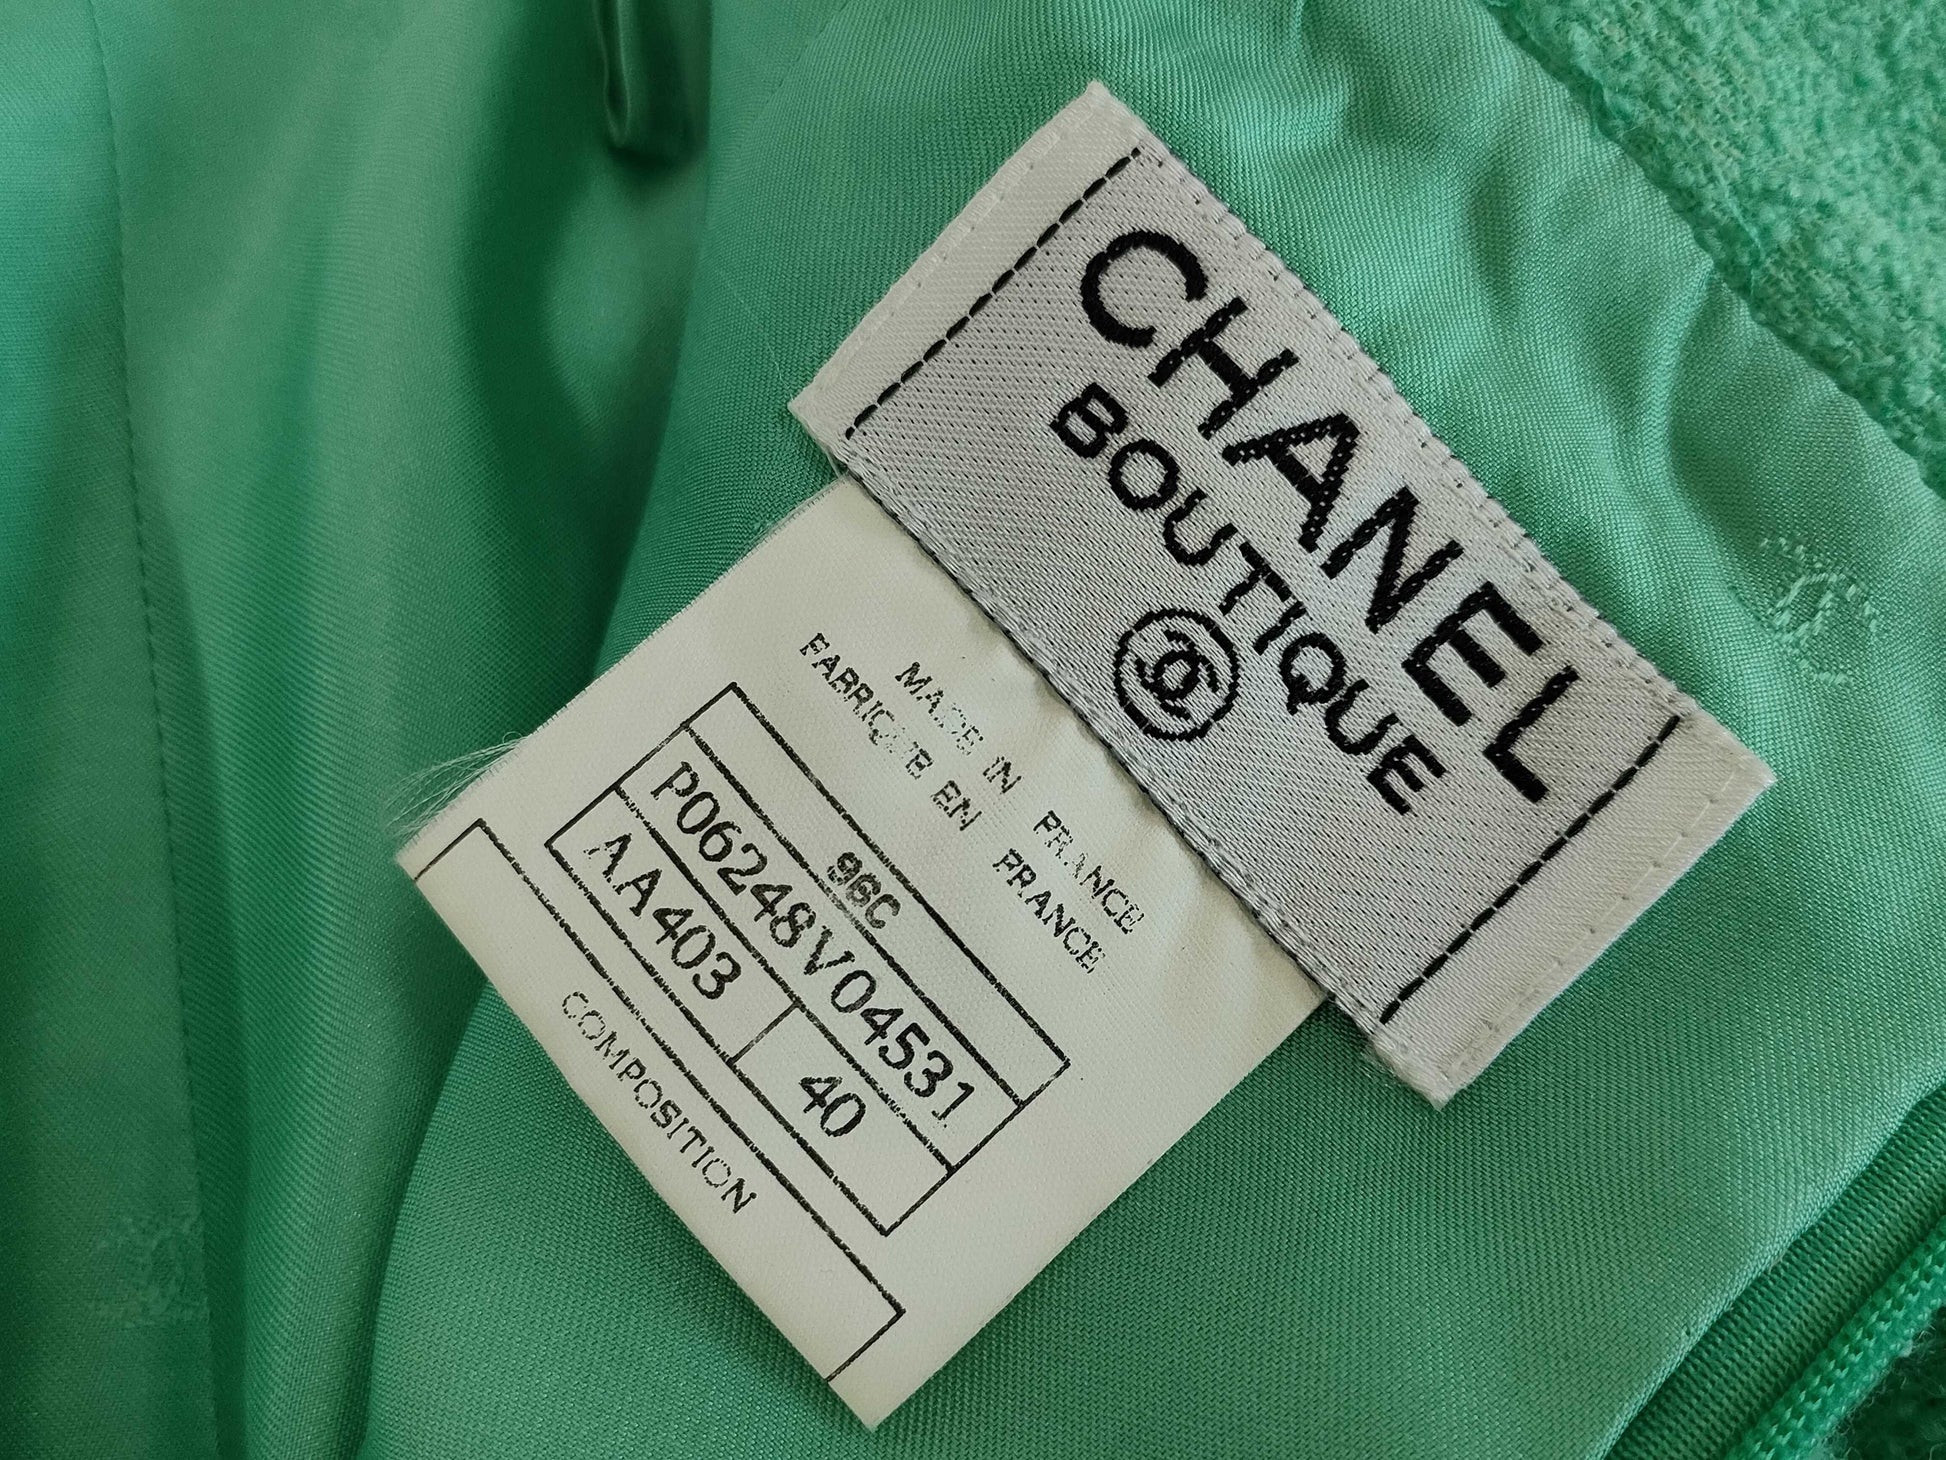 CHANEL
BOUTIQUE
MADE IN FRANCE
FABRIQUE EN FRANCE
96C
P06248V04531
AA403 40
COMPOSITION